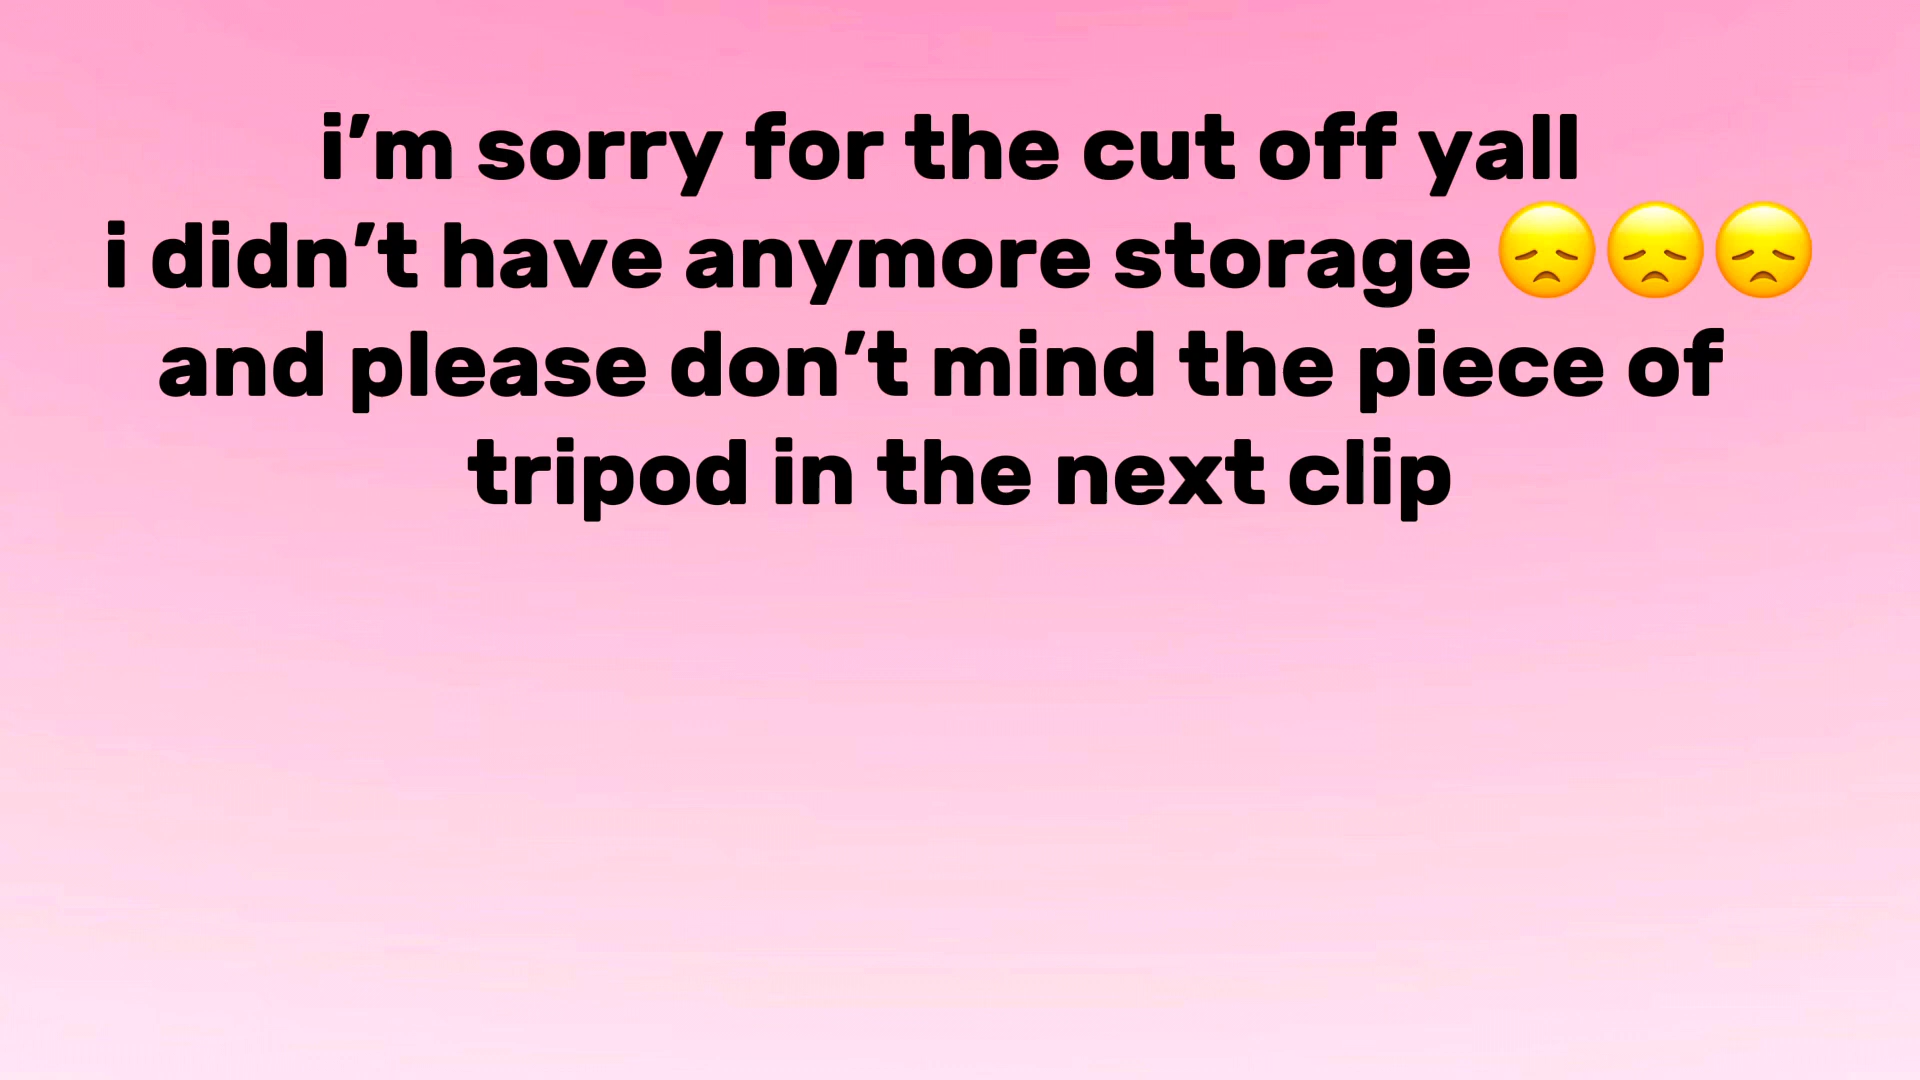 i’m sorry for the cut off yall
i didn’t have anymore storage 😞😞😞
and please don’t mind the piece of
tripod in the next clip